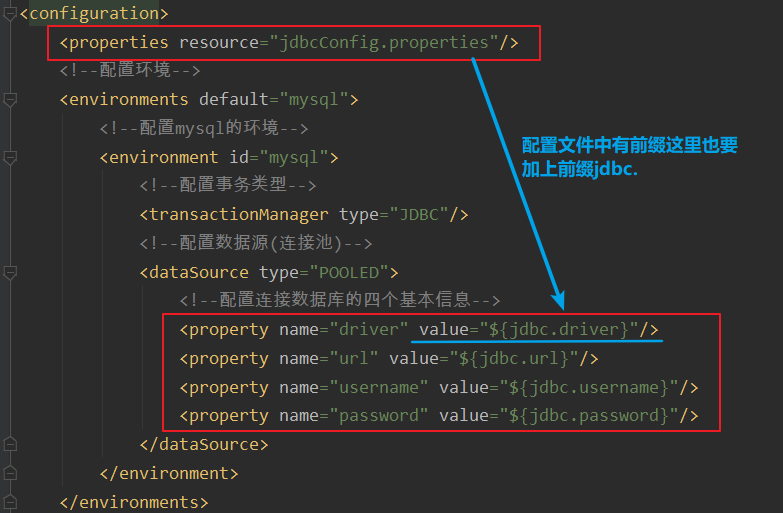 <configuration>
<properties resource="jdbcConfig.properties"/>
<!--配置环境-->
<environments default="mysql">
<!--配置mysql的环境-->
<environment id="mysql">
<!--配置事务类型-->
<transactionManager type="JDBC"/>
<!--配置数据源(连接池)-->
<dataSource type="POOLED">
<!--配置连接数据库的四个基本信息-->
<property name="driver" value="${jdbc.driver}"/>
<property name="url" value="${jdbc.url}"/>
<property name="username" value="${jdbc.username}"/>
<property name="password" value="${jdbc.password}"/>
</dataSource>
</environment>
</environments>
配置文件中有前缀这里也要
加上前缀jdbc.